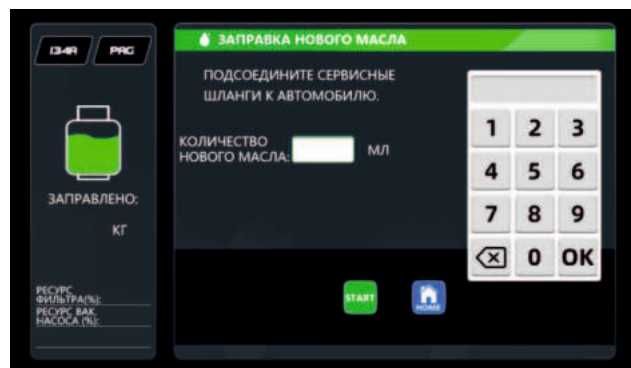 134A PAG
ЗАПРАВЛЕНО:
КГ
РЕСУРС
ФИЛЬТРА(%):
РЕСУРС ВАК.
НАСОСА (%):
ЗАПРАВКА НОВОГО МАСЛА
ПОДСОЕДИНИТЕ СЕРВИСНЫЕ
ШЛАНГИ К АВТОМОБИЛЮ.
КОЛИЧЕСТВО
НОВОГО МАСЛА: МЛ
1 2 3
4 5 6
7 8 9
0 OK
START HOME